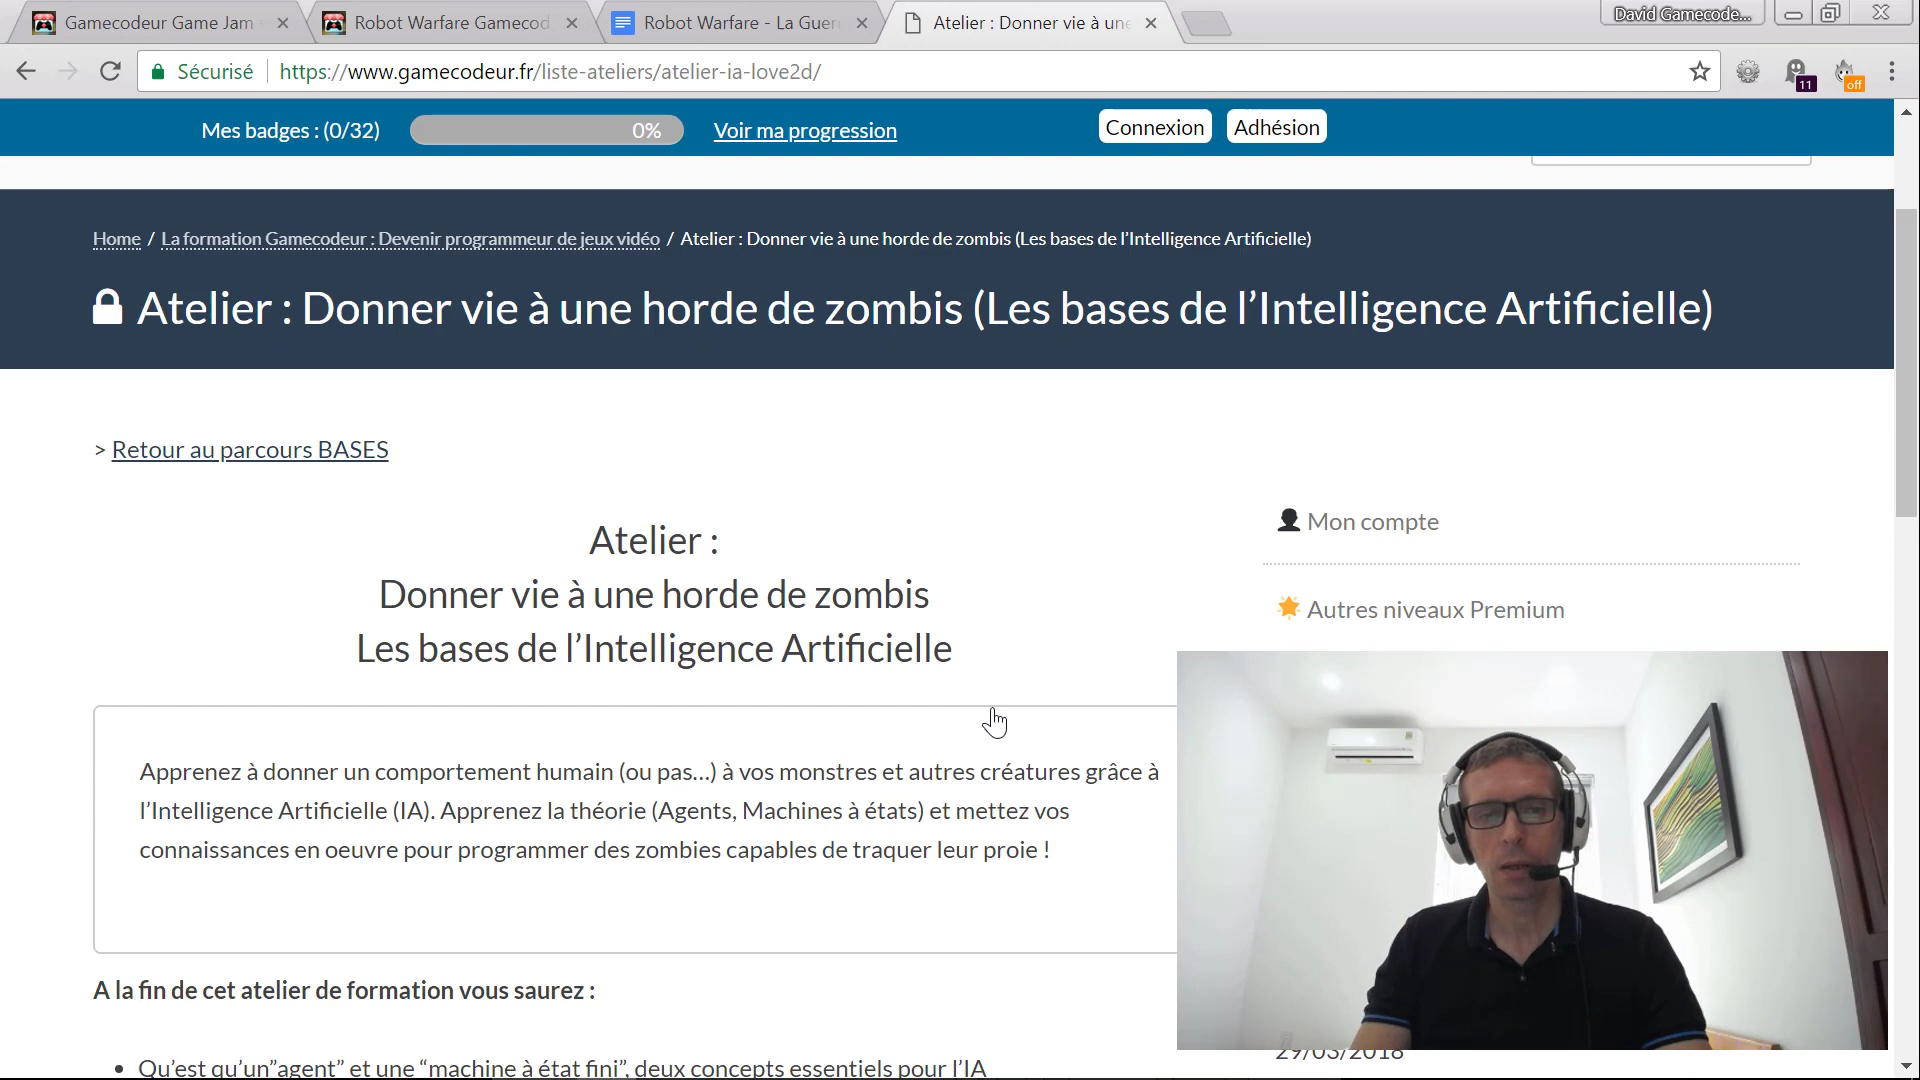 Gamecodeur Game Jam
Robot Warfare Gamecod
Robot Warfare - La Guer
Atelier : Donner vie à une
David Gamecode...
Sécurisé
https://www.gamecodeur.fr/liste-ateliers/atelier-ia-love2d/
11
off
Mes badges : (0/32)
0%
Voir ma progression
Connexion
Adhésion
Home / La formation Gamecodeur : Devenir programmeur de jeux vidéo / Atelier : Donner vie à une horde de zombis (Les bases de l’Intelligence Artificielle)
Atelier : Donner vie à une horde de zombis (Les bases de l’Intelligence Artificielle)
> Retour au parcours BASES
Atelier :
Donner vie à une horde de zombis
Les bases de l’Intelligence Artificielle
Mon compte
Autres niveaux Premium
Apprenez à donner un comportement humain (ou pas…) à vos monstres et autres créatures grâce à
l’Intelligence Artificielle (IA). Apprenez la théorie (Agents, Machines à états) et mettez vos
connaissances en oeuvre pour programmer des zombies capables de traquer leur proie !
A la fin de cet atelier de formation vous saurez :
29/03/2018
• Qu’est qu’un”agent” et une “machine à état fini”, deux concepts essentiels pour l’IA